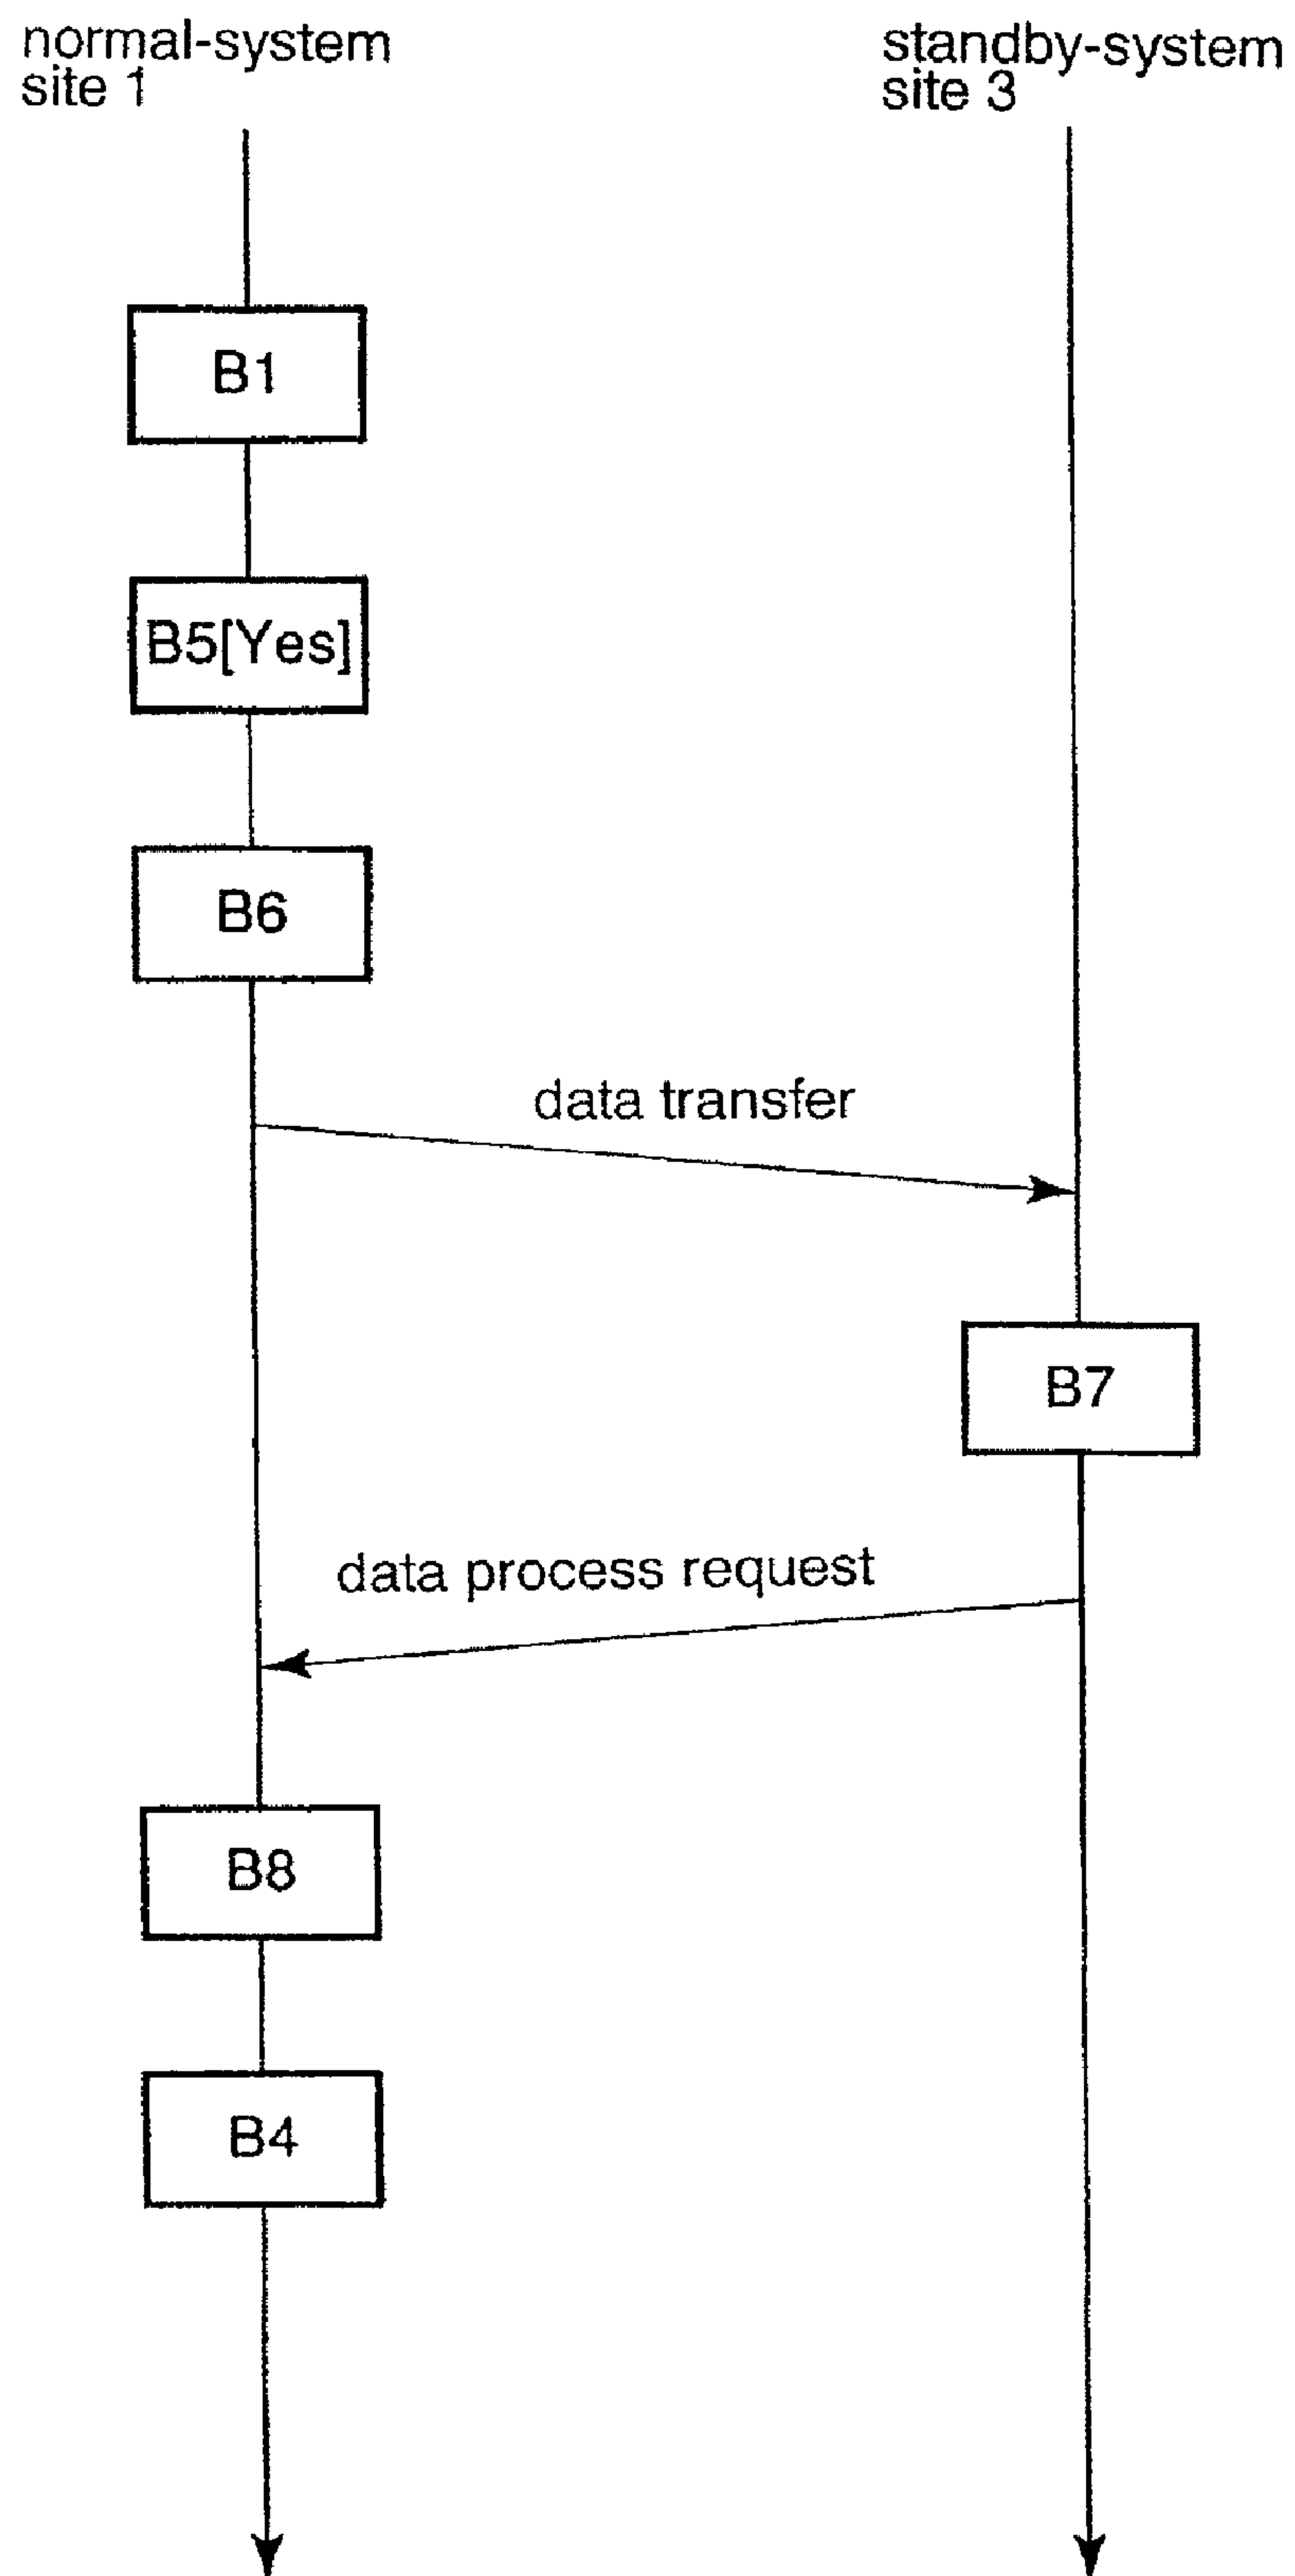 normal-system
site 1
standby-system
site 3
B1
B5[Yes]
B6
data transfer
B7
data process request
B8
B4